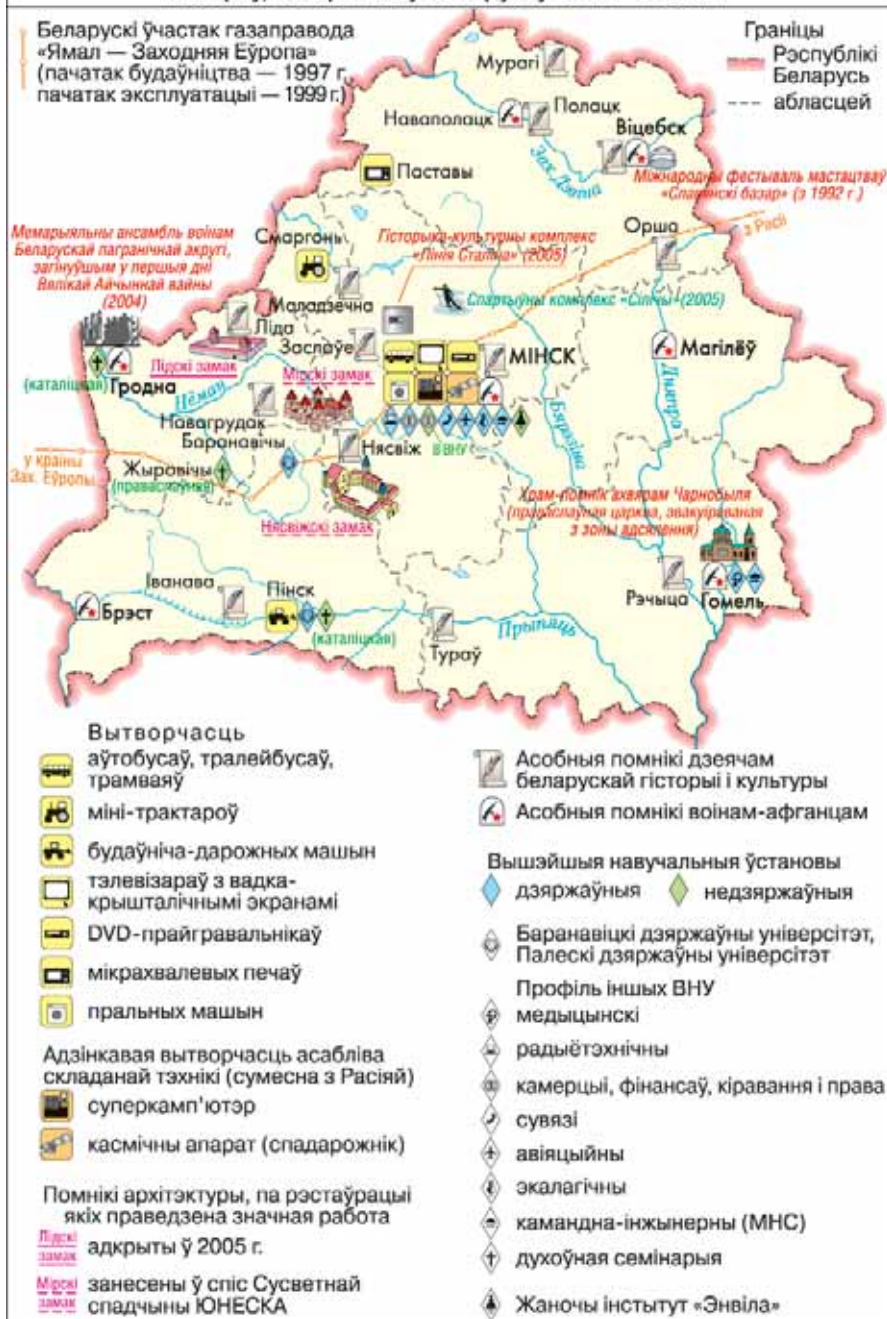 Беларускі ўчастак газаправода
«Ямал — Заходняя Еўропа»
(пачатак будаўніцтва — 1997 г.,
пачатак эксплуатацыі — 1999 г.)
Граніцы
Рэспублікі
Беларусь
абласцей
Мурагі
Полацк
Наваполацк
Віцебск
Зах. Дзвіна
Міжнародны фестываль мастацтваў
«Славянскі базар» (з 1992 г.)
Паставы
Орша
з Расіі
Смаргонь
Гісторыка-культурны комплекс
«Лінія Сталіна» (2005)
Мемарыяльны ансамбль воінам
Беларускай пагранічнай акругі,
загінуўшым у першыя дні
Вялікай Айчыннай вайны
(2004)
Маладзечна
Спартыўны комплекс «Сілічы» (2005)
Ліда
Заслаўе
МІНСК
Магілёў
Лідскі замак
Мірскі замак
(каталіцкая)
Гродна
Нёман
Дняпро
Бярэзіна
Навагрудак
Баранавічы
Нясвіж
8 ВНУ
у краіны
Зах. Еўропы
Жыровічы
(праваслаўная)
Нясвіжскі замак
Храм-помнік ахвярам Чарнобыля
(праваслаўная царква, эвакуіраваная
з зоны адсялення)
Іванава
Пінск
Рэчыца
Гомель
Брэст
(каталіцкая)
Тураў
Прыпяць
Вытворчасць
аўтобусаў, тралейбусаў,
трамваяў
міні-трактароў
будаўніча-дарожных машын
тэлевізараў з вадка-
крышталічнымі экранамі
DVD-прайгравальнікаў
мікрахвалевых печаў
пральных машын
Адзінкавая вытворчасць асабліва
складанай тэхнікі (сумесна з Расіяй)
суперкамп'ютэр
касмічны апарат (спадарожнік)
Помнікі архітэктуры, па рэстаўрацыі
якіх праведзена значная работа
Лідскі
замак
адкрыты ў 2005 г.
Мірскі
замак
занесены ў спіс Сусветнай
спадчыны ЮНЕСКА
Асобныя помнікі дзеячам
беларускай гісторыі і культуры
Асобныя помнікі воінам-афганцам
Вышэйшыя навучальныя ўстановы
дзяржаўныя
недзяржаўныя
Баранавіцкі дзяржаўны універсітэт,
Палескі дзяржаўны універсітэт
Профіль іншых ВНУ
медыцынскі
радыётэхнічны
камерцыі, фінансаў, кіравання і права
сувязі
авіяцыйны
экалагічны
камандна-інжынерны (МНС)
духоўная семінарыя
Жаночы інстытут «Энвіла»